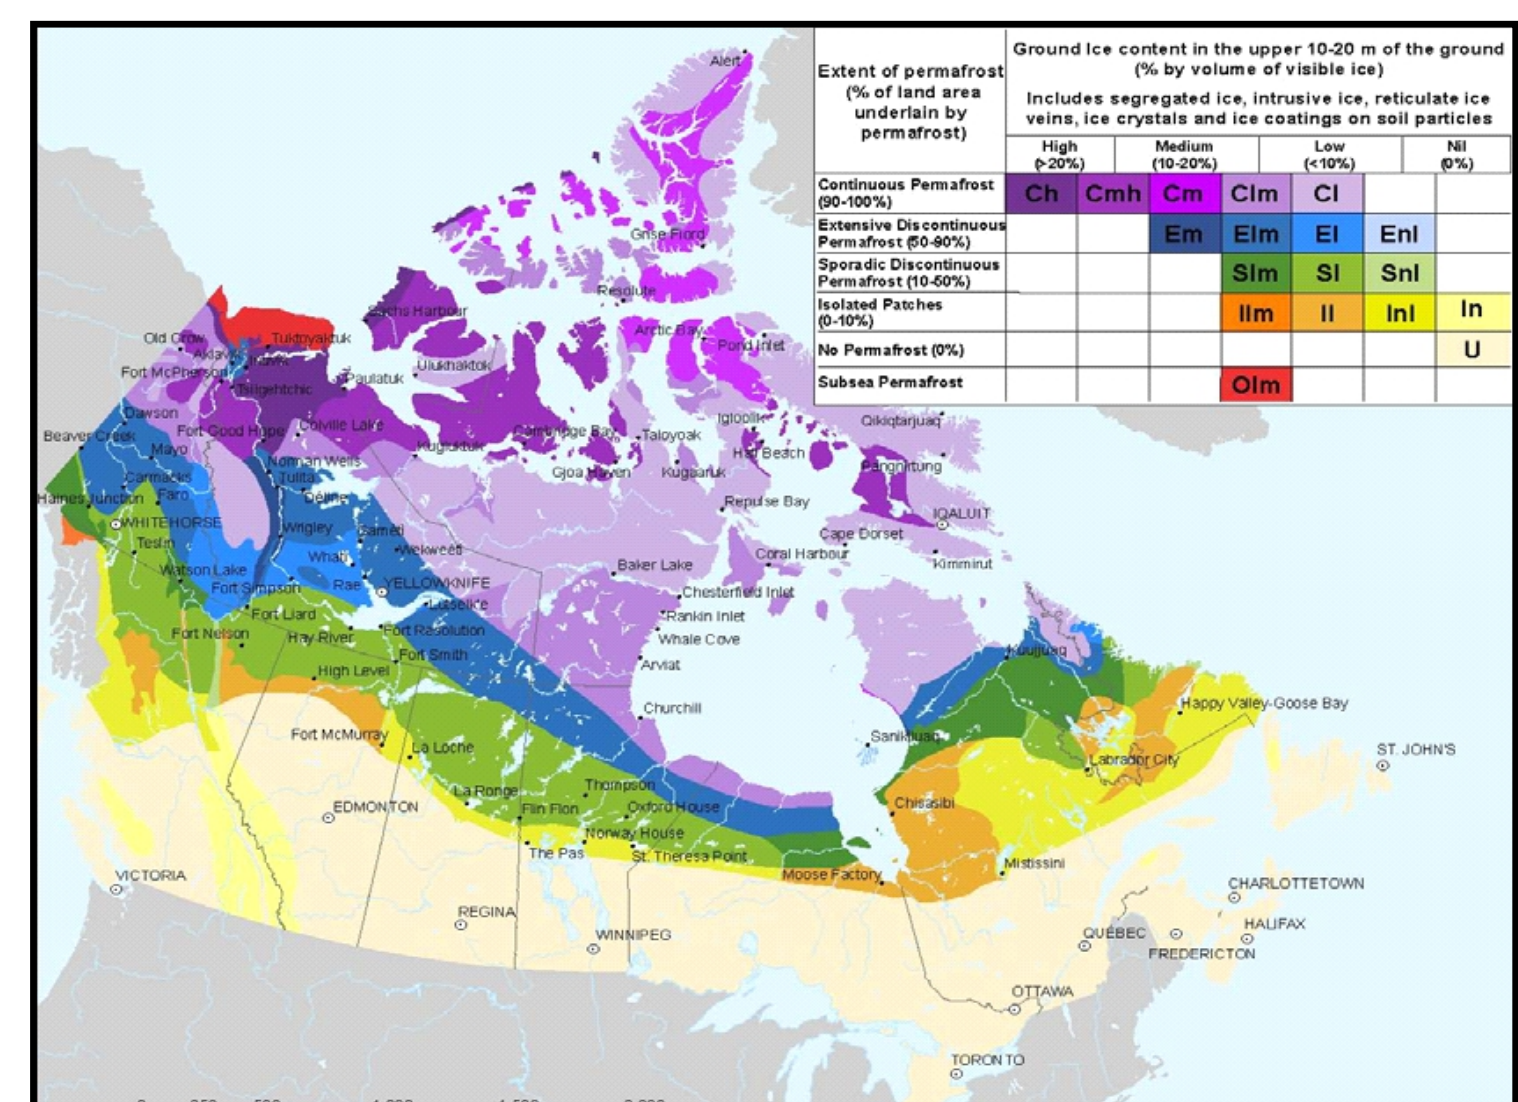 Extent of permafrost
(% of land area
underlain by
permafrost)
Ground Ice content in the upper 10-20 m of the ground
(% by volume of visible ice)
Includes segregated ice, intrusive ice, reticulate ice
veins, ice crystals and ice coatings on soil particles
High
(>20%)
Medium
(10-20%)
Low
(<10%)
Nil
(0%)
Continuous Permafrost
(90-100%)
Ch Cmh Cm Clm Cl
Extensive Discontinuous
Permafrost (50-90%)
Em Elm El Enl
Sporadic Discontinuous
Permafrost (10-50%)
Slm Sl Snl
Isolated Patches
(0-10%)
Ilm Il Inl In
No Permafrost (0%)
U
Subsea Permafrost
Olm
Alert
Grise Fiord
Resolute
Sachs Harbour
Arctic Bay
Pond Inlet
Old Crow
Tuktoyaktuk
Aklavik
Inuvik
Ulukhaktok
Fort McPherson
Paulatuk
Tsiigehtchic
Dawson
Igloolik
Qikiqtarjuaq
Beaver Creek
Fort Good Hope
Colville Lake
Cambridge Bay
Taloyoak
Mayo
Kugluktuk
Hall Beach
Norman Wells
Gjoa Haven
Kugaaruk
Pangnirtung
Carmacks
Tulita
Haines Junction
Faro
Déline
Repulse Bay
IQALUIT
WHITEHORSE
Wrigley
Gameti
Cape Dorset
Teslin
Whati
Wekweeti
Coral Harbour
Kimmirut
Watson Lake
Baker Lake
Fort Simpson
Rae
YELLOWKNIFE
Chesterfield Inlet
Lutselk'e
Fort Liard
Rankin Inlet
Fort Nelson
Hay River
Fort Resolution
Whale Cove
Fort Smith
Kuujjuaq
High Level
Arviat
Churchill
Happy Valley-Goose Bay
Fort McMurray
La Loche
Sanikiluaq
ST. JOHN'S
Labrador City
La Ronge
Thompson
EDMONTON
Flin Flon
Oxford House
Chisasibi
Norway House
The Pas
St. Theresa Point
Mistissini
VICTORIA
Moose Factory
CHARLOTTETOWN
REGINA
WINNIPEG
QUÉBEC
HALIFAX
FREDERICTON
OTTAWA
TORONTO